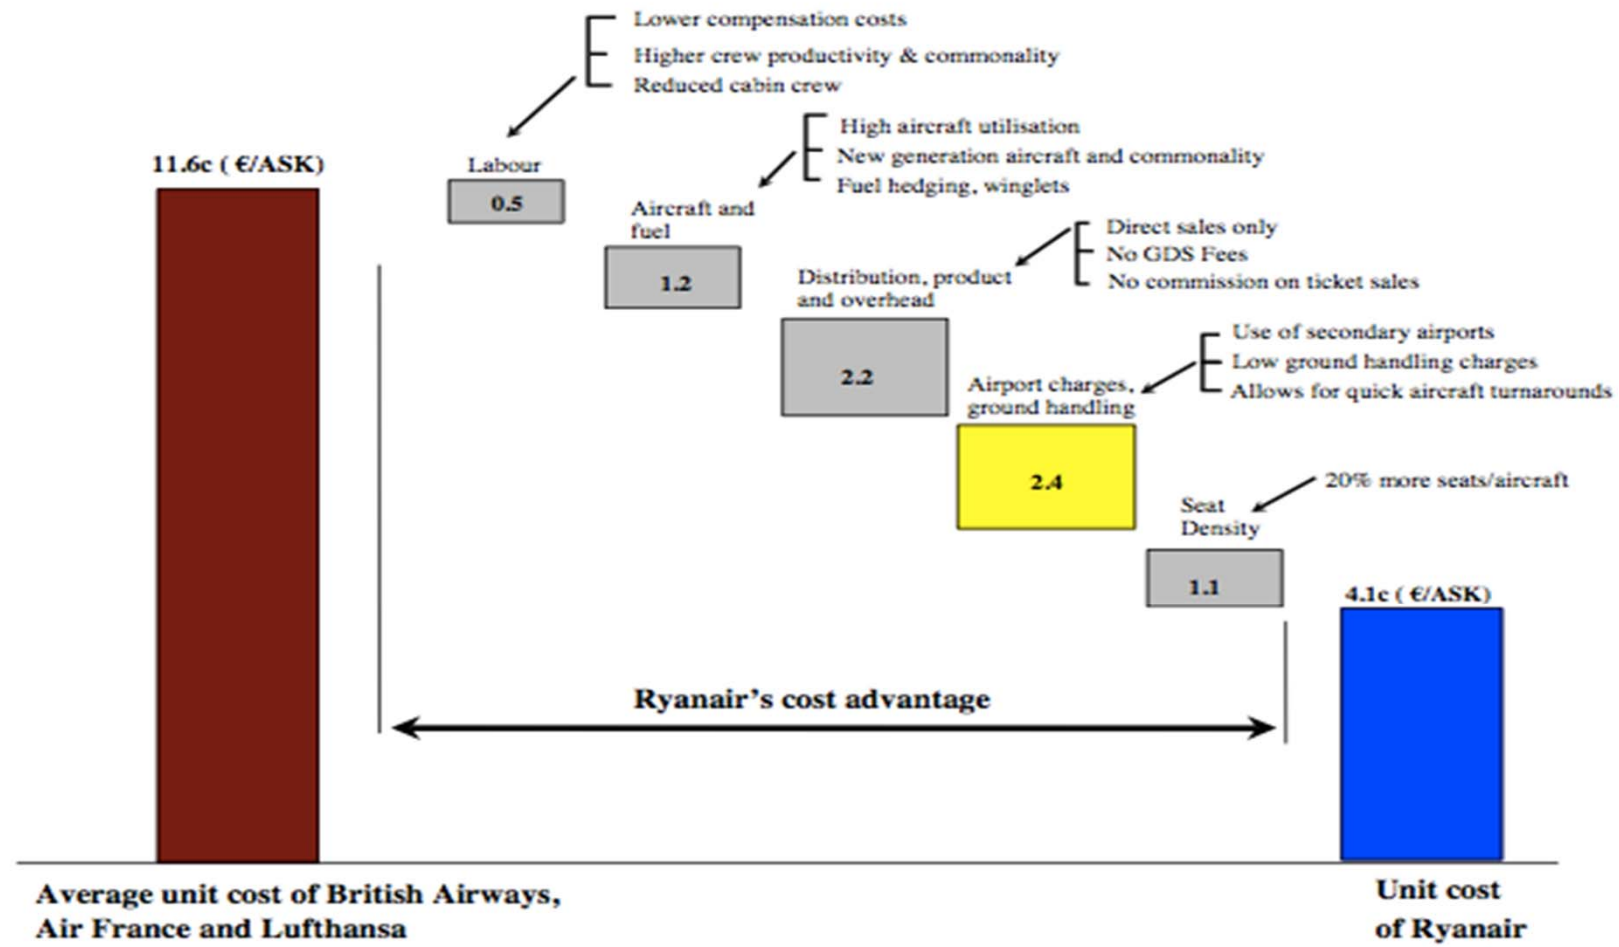 Lower compensation costs
Higher crew productivity & commonality
Reduced cabin crew
High aircraft utilisation
New generation aircraft and commonality
Fuel hedging, winglets
11.6c ( €/ASK)
Labour
0.5
Aircraft and
fuel
1.2
Direct sales only
No GDS Fees
No commission on ticket sales
Distribution, product
and overhead
2.2
Use of secondary airports
Low ground handling charges
Allows for quick aircraft turnarounds
Airport charges,
ground handling
2.4
20% more seats/aircraft
Seat
Density
1.1
4.1c ( €/ASK)
Ryanair's cost advantage
Average unit cost of British Airways,
Air France and Lufthansa
Unit cost
of Ryanair